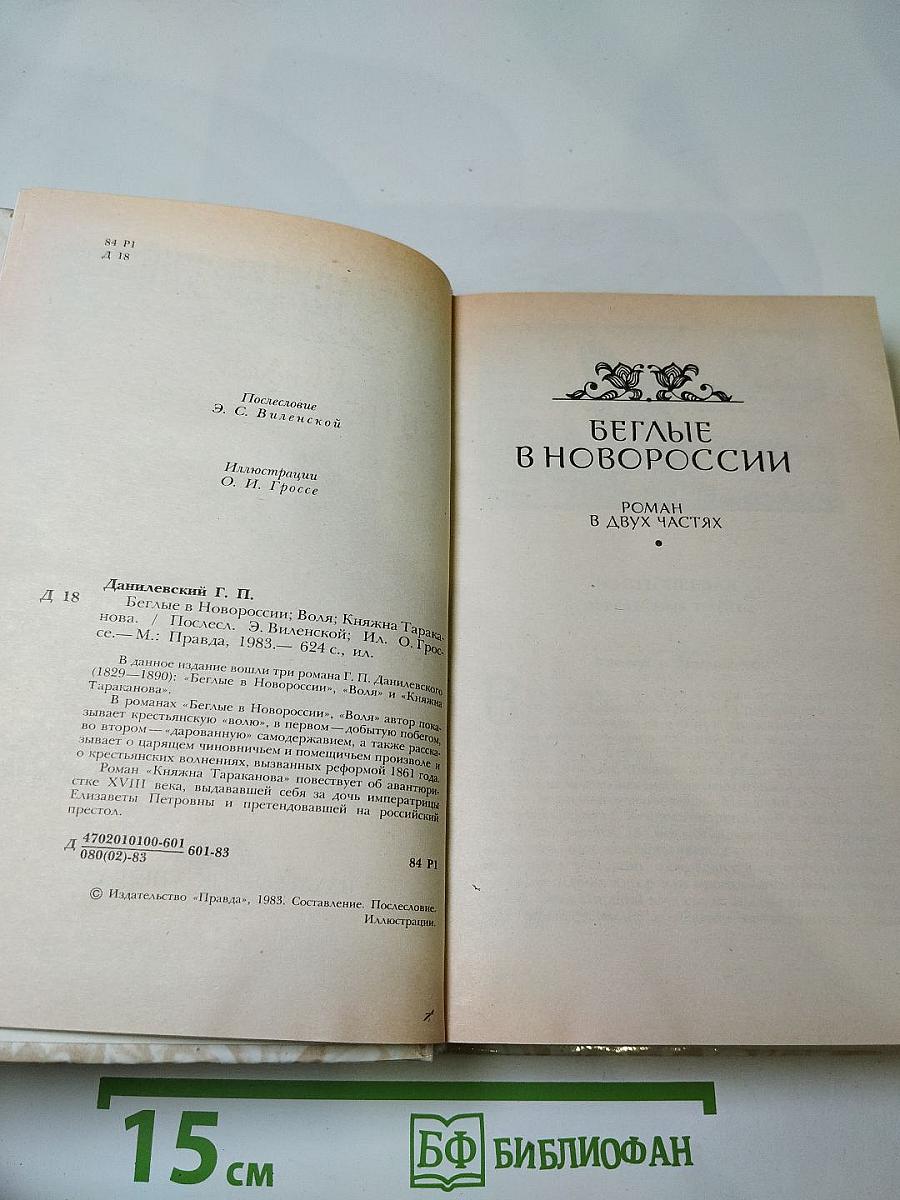 84 Р1
Д 18
Послесловие
Э. С. Виленской
Иллюстрации
О. И. Гроссе
Данилевский Г. П.
Д 18
Беглые в Новороссии; Воля; Княжна Тарака-
нова. / Послесл. Э. Виленской; Ил. О. Грос-
се.— М.: Правда, 1983.— 624 с., ил.
В данное издание вошли три романа Г. П. Данилевского
(1829—1890): «Беглые в Новороссии», «Воля» и «Княжна
Тараканова».
В романах «Беглые в Новороссии», «Воля» автор пока-
зывает крестьянскую «волю», в первом — добытую побегом,
во втором — «дарованную» самодержавием, а также расска-
зывает о царящем чиновничьем и помещичьем произволе и
о крестьянских волнениях, вызванных реформой 1861 года.
Роман «Княжна Тараканова» повествует об авантюри-
стке XVIII века, выдававшей себя за дочь императрицы
Елизаветы Петровны и претендовавшей на российский
престол.
Д 4702010100-601 601-83
080(02)-83
84 Р1
© Издательство «Правда», 1983. Составление. Послесловие.
Иллюстрации.
БЕГЛЫЕ
В НОВОРОССИИ
РОМАН
В ДВУХ ЧАСТЯХ
15 см
БФ БИБЛИОФАН